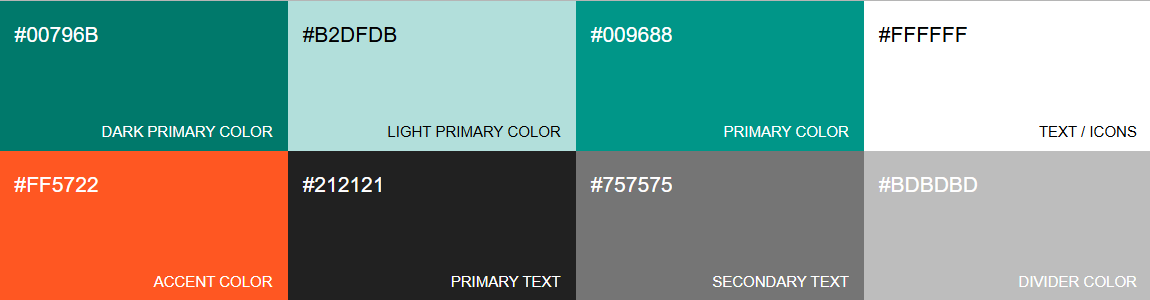 #00796B
DARK PRIMARY COLOR
#B2DFDB
LIGHT PRIMARY COLOR
#009688
PRIMARY COLOR
#FFFFFF
TEXT / ICONS
#FF5722
ACCENT COLOR
#212121
PRIMARY TEXT
#757575
SECONDARY TEXT
#BDBDBD
DIVIDER COLOR